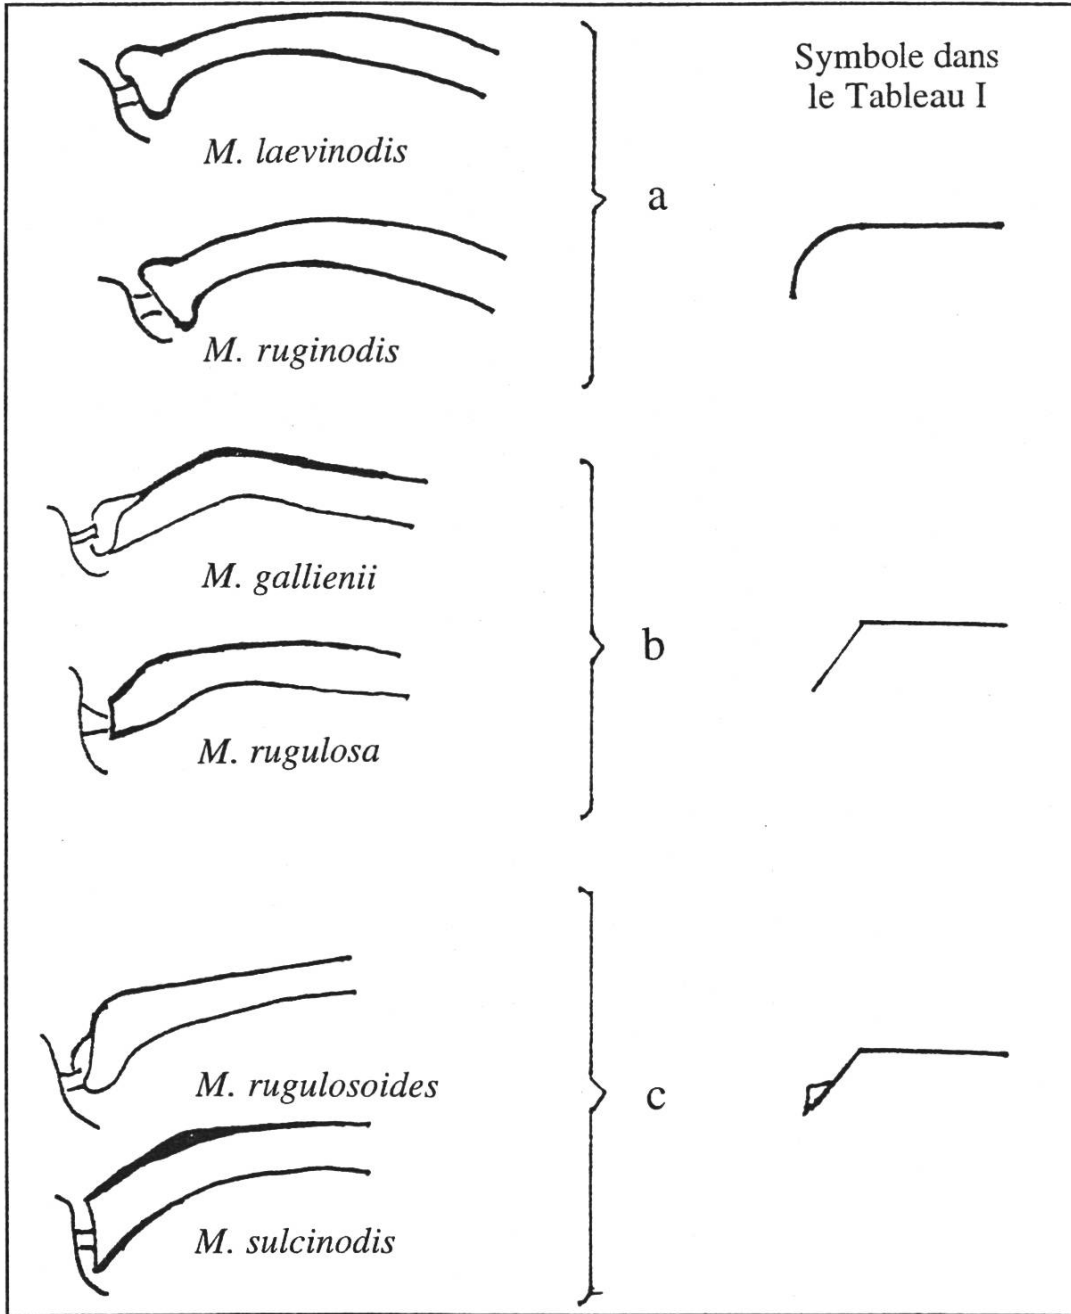 Symbole dans
le Tableau I
M. laevinodis
a
M. ruginodis
M. gallienii
b
M. rugulosa
M. rugulosoides
c
M. sulcinodis